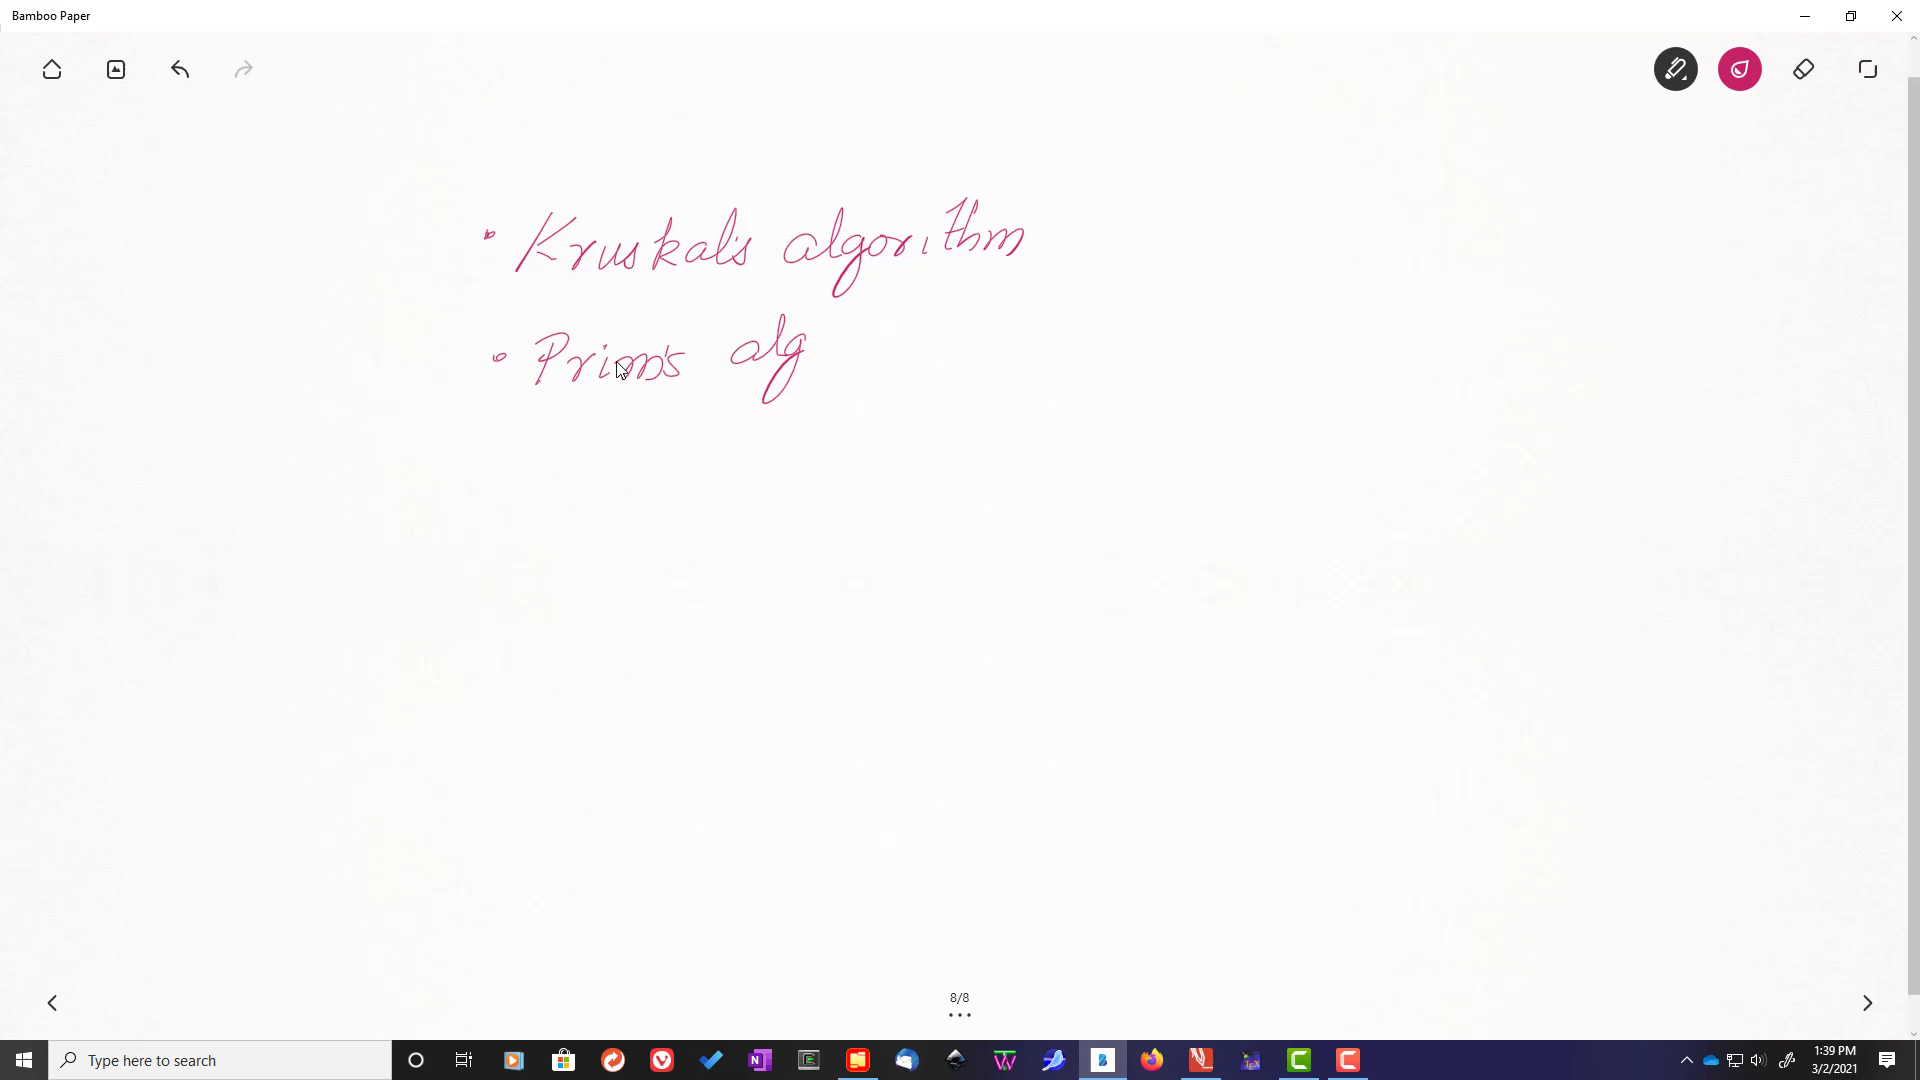 Bamboo Paper
• Kruskal's algorithm
• Prim's alg
8/8
Type here to search
1:39 PM
3/2/2021